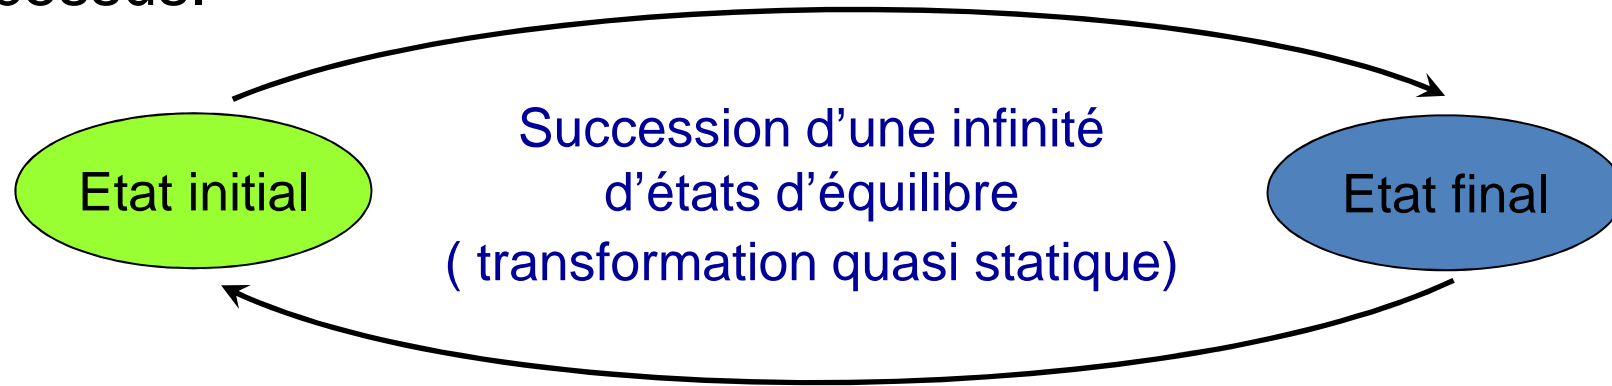 Etat initial
Succession d’une infinité
d’états d’équilibre
( transformation quasi statique)
Etat final